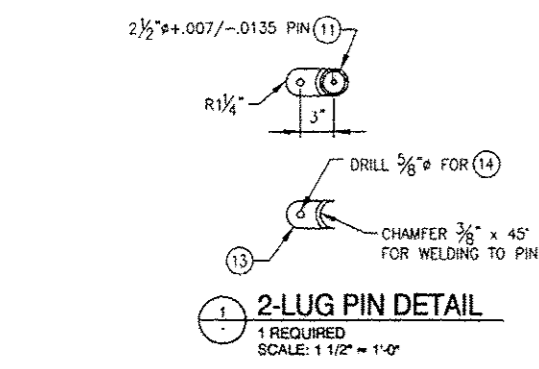 2½"ø+.007/-.0135 PIN 11
R1¼"
3"
DRILL ⅝"ø FOR 14
CHAMFER ⅜" x 45°
FOR WELDING TO PIN
13
1
-
2-LUG PIN DETAIL
1 REQUIRED
SCALE: 1 1/2" = 1'-0"